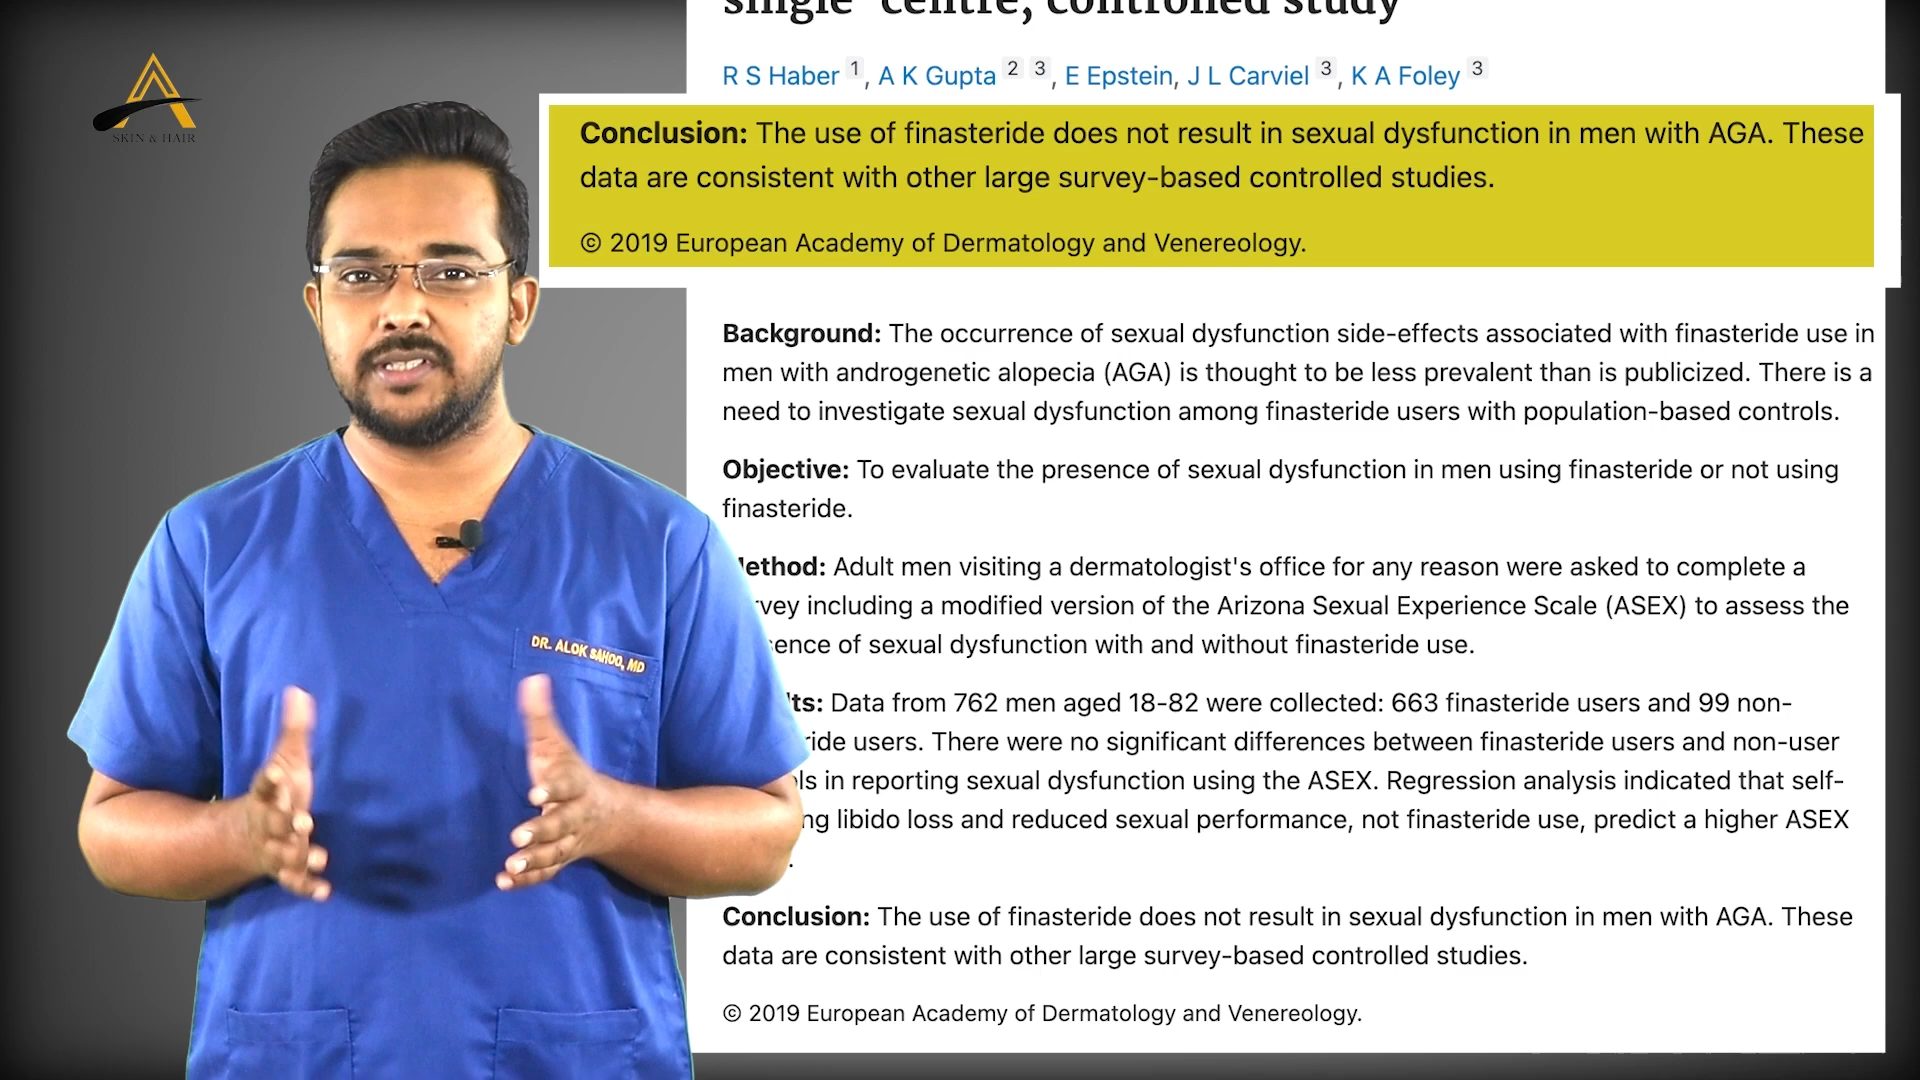 single-centre, controlled study
R S Haber 1, A K Gupta 2 3, E Epstein, J L Carviel 3, K A Foley 3
SKIN & HAIR
Conclusion: The use of finasteride does not result in sexual dysfunction in men with AGA. These
data are consistent with other large survey-based controlled studies.
© 2019 European Academy of Dermatology and Venereology.
Background: The occurrence of sexual dysfunction side-effects associated with finasteride use in
men with androgenetic alopecia (AGA) is thought to be less prevalent than is publicized. There is a
need to investigate sexual dysfunction among finasteride users with population-based controls.
Objective: To evaluate the presence of sexual dysfunction in men using finasteride or not using
finasteride.
ethod: Adult men visiting a dermatologist's office for any reason were asked to complete a
vey including a modified version of the Arizona Sexual Experience Scale (ASEX) to assess the
ence of sexual dysfunction with and without finasteride use.
DR. ALOK SAHOO, MD
lts: Data from 762 men aged 18-82 were collected: 663 finasteride users and 99 non-
ride users. There were no significant differences between finasteride users and non-user
ls in reporting sexual dysfunction using the ASEX. Regression analysis indicated that self-
ng libido loss and reduced sexual performance, not finasteride use, predict a higher ASEX
.
Conclusion: The use of finasteride does not result in sexual dysfunction in men with AGA. These
data are consistent with other large survey-based controlled studies.
© 2019 European Academy of Dermatology and Venereology.